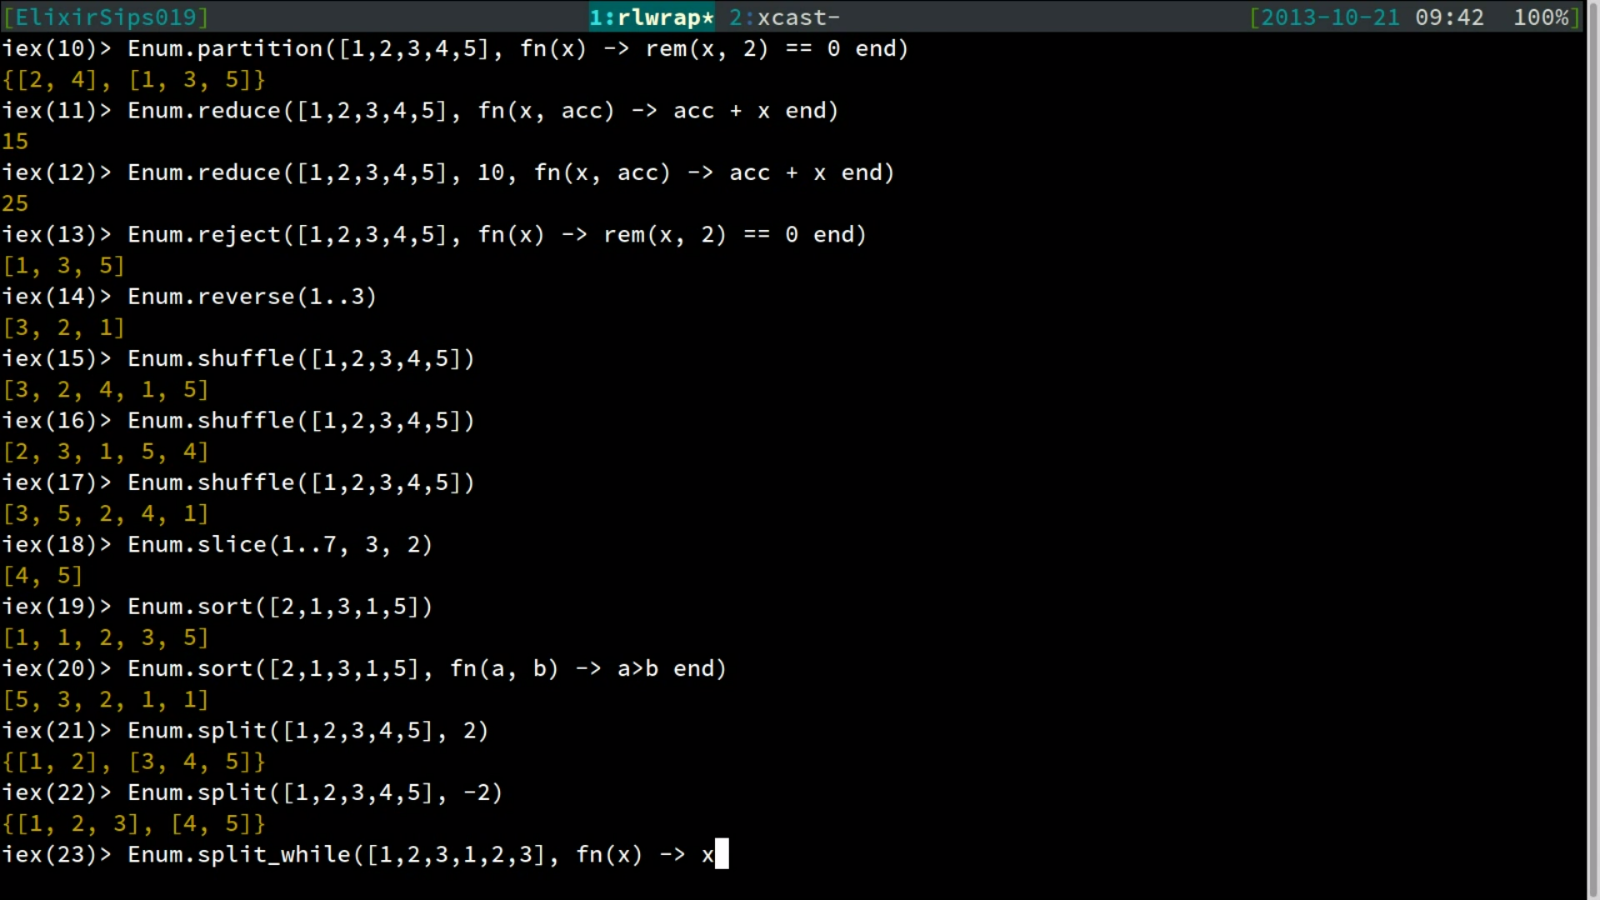 [ElixirSips019] 1:rlwrap* 2:xcast- [2013-10-21 09:42 100%]
iex(10)> Enum.partition([1,2,3,4,5], fn(x) -> rem(x, 2) == 0 end)
{[2, 4], [1, 3, 5]}
iex(11)> Enum.reduce([1,2,3,4,5], fn(x, acc) -> acc + x end)
15
iex(12)> Enum.reduce([1,2,3,4,5], 10, fn(x, acc) -> acc + x end)
25
iex(13)> Enum.reject([1,2,3,4,5], fn(x) -> rem(x, 2) == 0 end)
[1, 3, 5]
iex(14)> Enum.reverse(1..3)
[3, 2, 1]
iex(15)> Enum.shuffle([1,2,3,4,5])
[3, 2, 4, 1, 5]
iex(16)> Enum.shuffle([1,2,3,4,5])
[2, 3, 1, 5, 4]
iex(17)> Enum.shuffle([1,2,3,4,5])
[3, 5, 2, 4, 1]
iex(18)> Enum.slice(1..7, 3, 2)
[4, 5]
iex(19)> Enum.sort([2,1,3,1,5])
[1, 1, 2, 3, 5]
iex(20)> Enum.sort([2,1,3,1,5], fn(a, b) -> a>b end)
[5, 3, 2, 1, 1]
iex(21)> Enum.split([1,2,3,4,5], 2)
{[1, 2], [3, 4, 5]}
iex(22)> Enum.split([1,2,3,4,5], -2)
{[1, 2, 3], [4, 5]}
iex(23)> Enum.split_while([1,2,3,1,2,3], fn(x) -> x